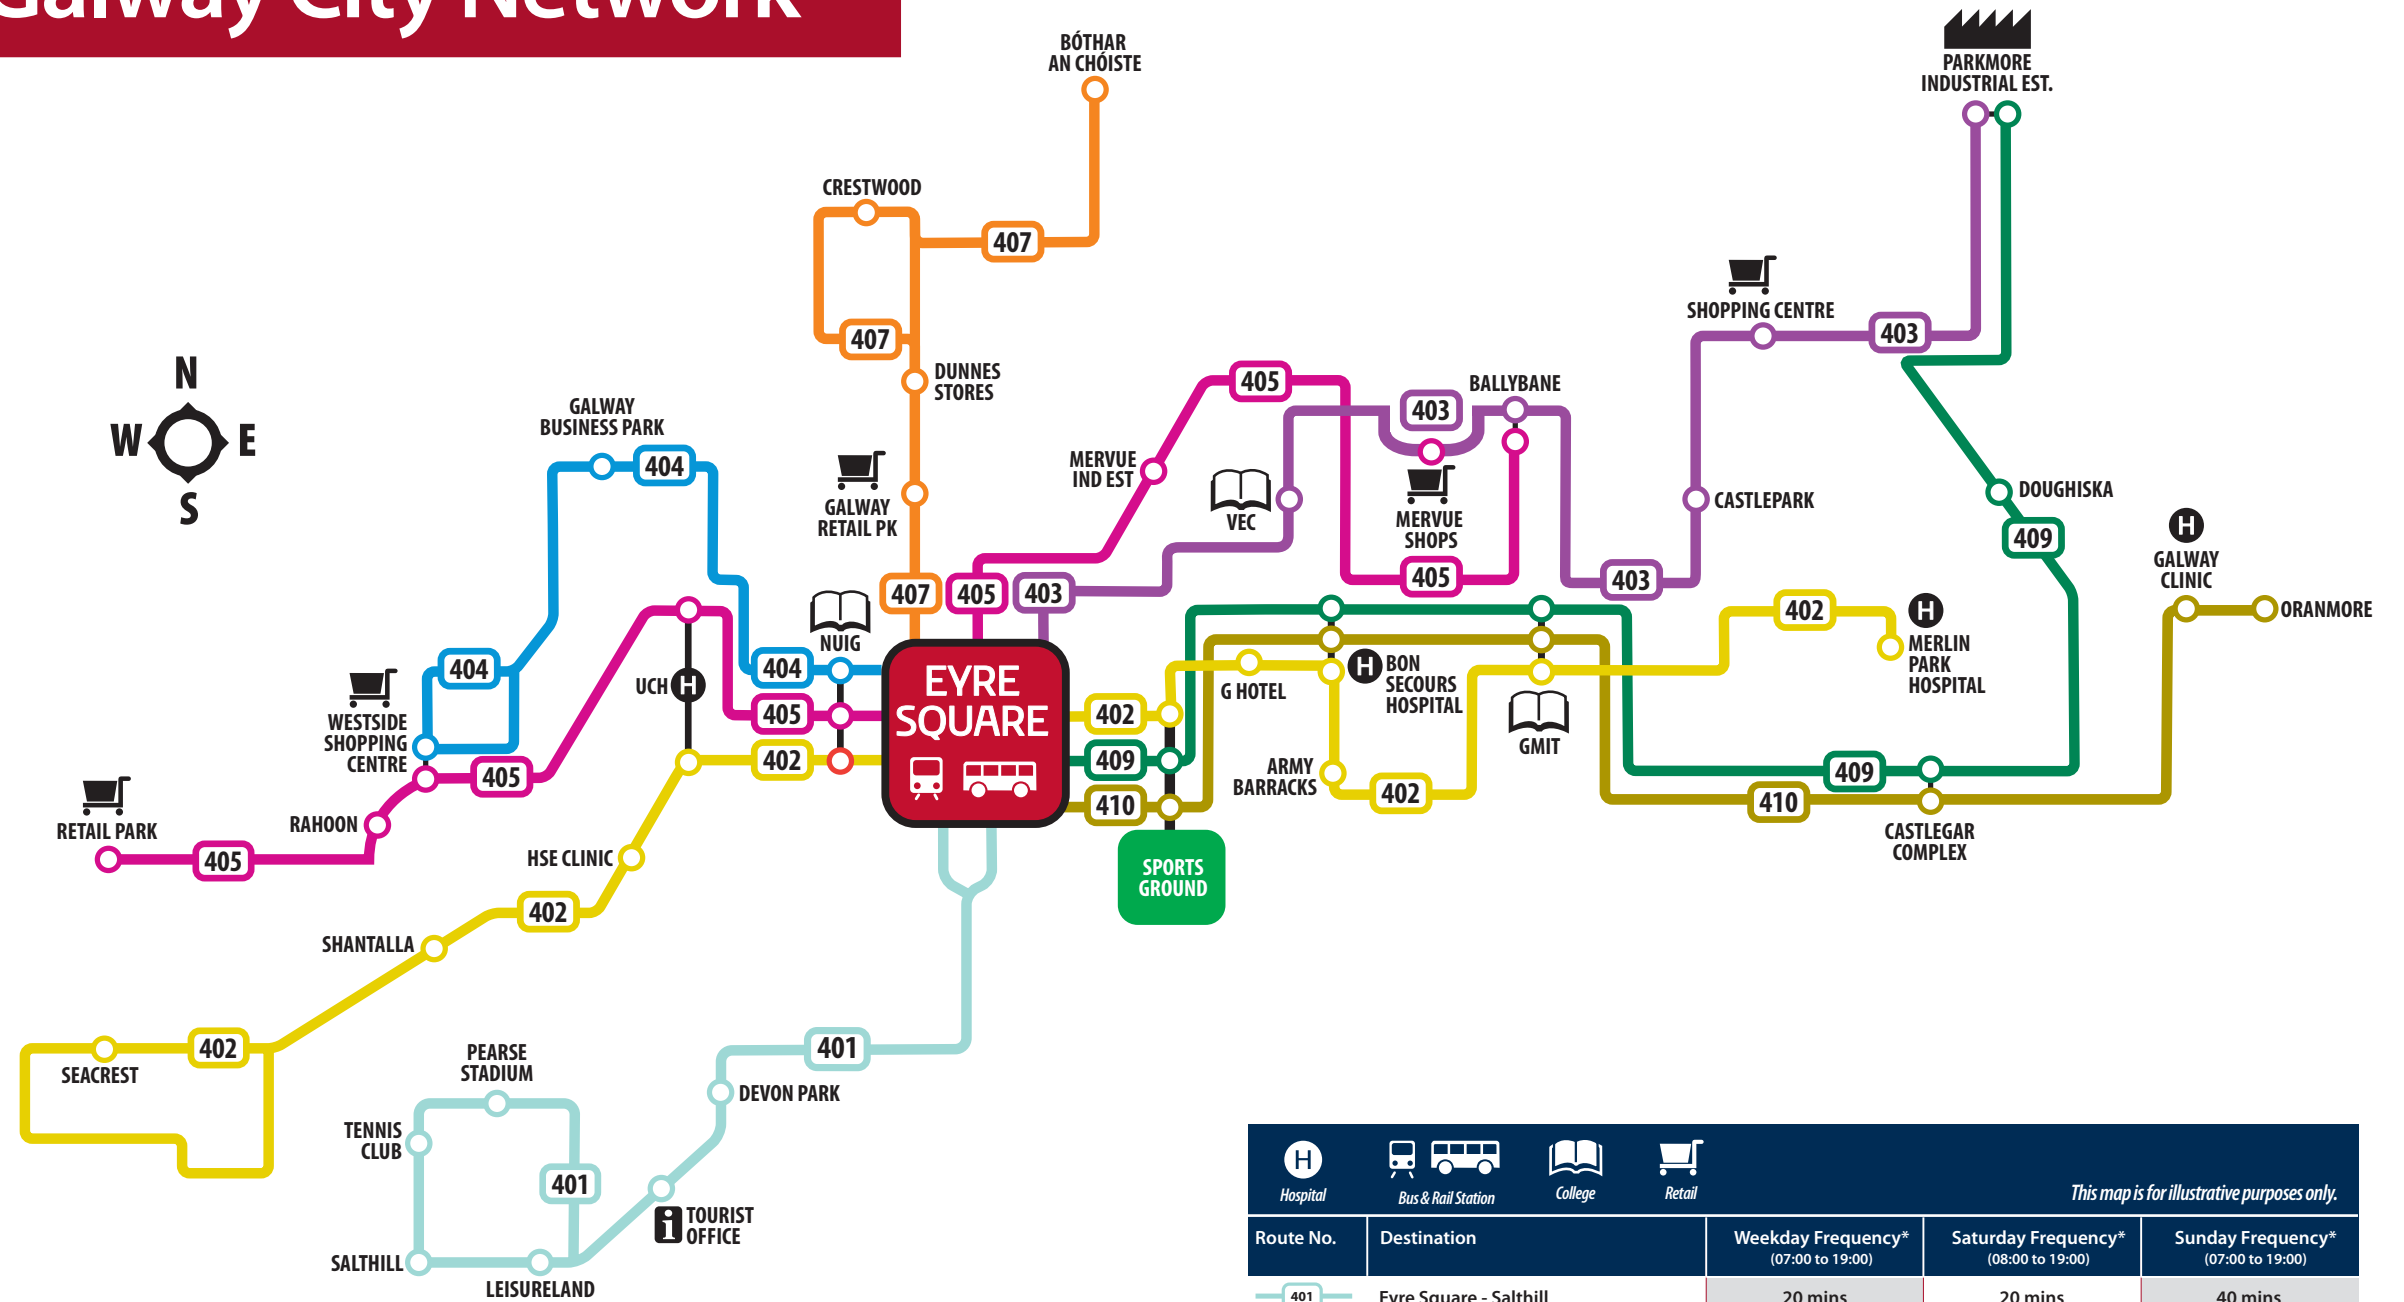 Galway City Network
BÓTHAR
AN CHÓISTE
PARKMORE
INDUSTRIAL EST.
CRESTWOOD
407
407
DUNNES
STORES
GALWAY
RETAIL PK
407
405
403
SHOPPING CENTRE
403
405
BALLYBANE
403
MERVUE
IND EST
VEC
MERVUE
SHOPS
405
403
CASTLEPARK
DOUGHISKA
409
H
GALWAY
CLINIC
ORANMORE
N
W
E
S
GALWAY
BUSINESS PARK
404
404
NUIG
404
405
402
UCH H
WESTSIDE
SHOPPING
CENTRE
405
RETAIL PARK
RAHOON
405
HSE CLINIC
402
SHANTALLA
402
SEACREST
EYRE
SQUARE
402
409
410
SPORTS
GROUND
G HOTEL
H BON
SECOURS
HOSPITAL
ARMY
BARRACKS
402
GMIT
402
H
MERLIN
PARK
HOSPITAL
409
410
CASTLEGAR
COMPLEX
401
DEVON PARK
PEARSE
STADIUM
TENNIS
CLUB
401
i TOURIST
OFFICE
SALTHILL
LEISURELAND
H
Hospital
Bus & Rail Station
College
Retail
This map is for illustrative purposes only.
Route No. Destination Weekday Frequency* Saturday Frequency* Sunday Frequency*
(07:00 to 19:00) (08:00 to 19:00) (07:00 to 19:00)
401 Eyre Square - Salthill 20 mins 20 mins 40 mins